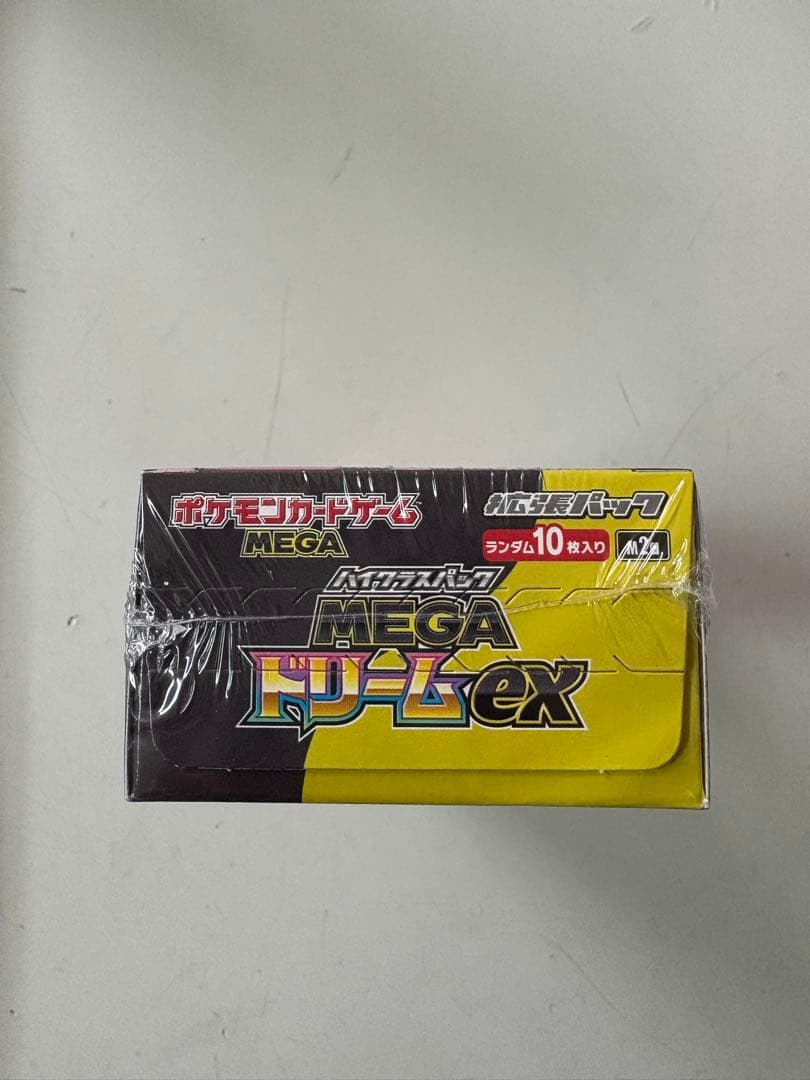 ポケモンカードゲーム
MEGA
拡張パック
ランダム10枚入り
M2a
ハイクラスパック
MEGA
ドリームex